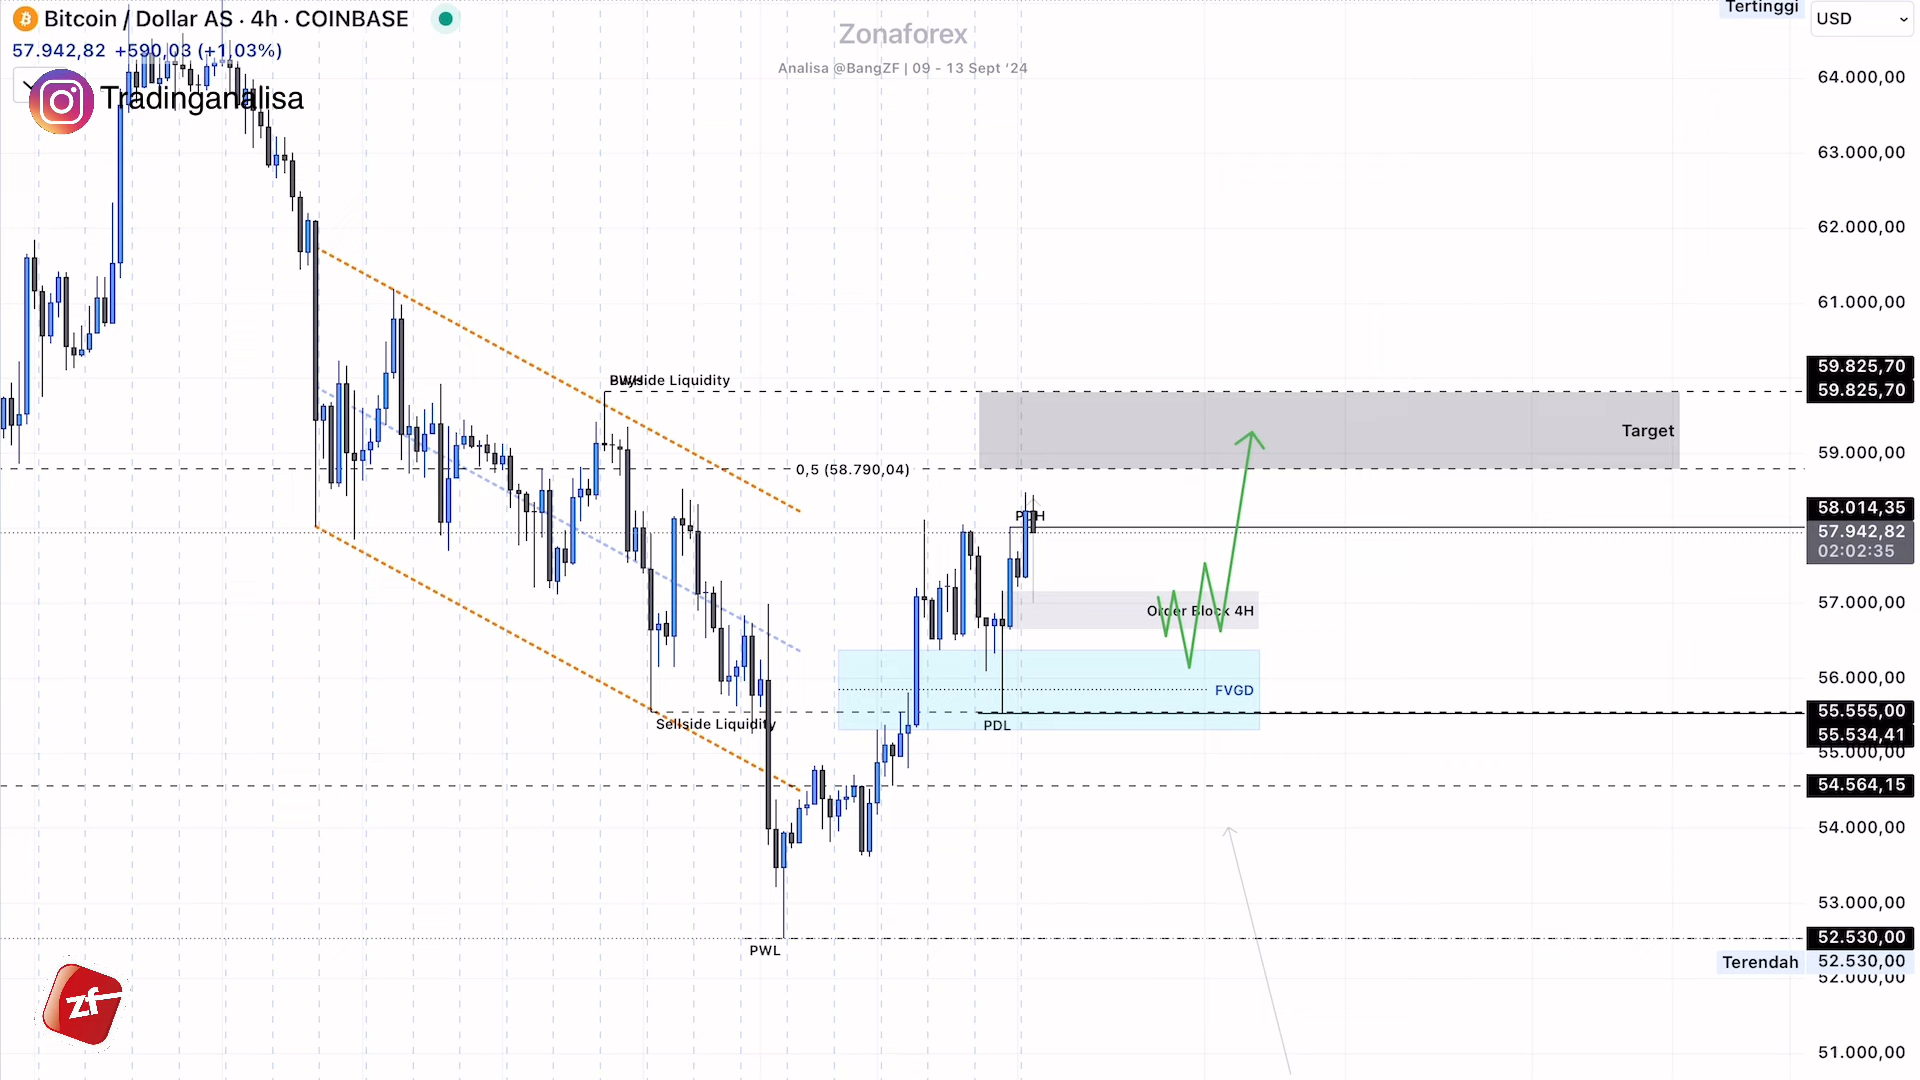 Bitcoin / Dollar AS · 4h · COINBASE
57.942,82 +590,03 (+1,03%)
Tradinganalisa
Zonaforex
Analisa @BangZF | 09 - 13 Sept '24
Tertinggi
USD
64.000,00
63.000,00
62.000,00
61.000,00
59.825,70
59.825,70
Buyside Liquidity
Target
59.000,00
0,5 (58.790,04)
58.014,35
PDH
57.942,82
02:02:35
57.000,00
Order Block 4H
56.000,00
FVGD
55.555,00
Sellside Liquidity
PDL
55.534,41
55.000,00
54.564,15
54.000,00
53.000,00
52.530,00
PWL
Terendah 52.530,00
52.000,00
zf
51.000,00